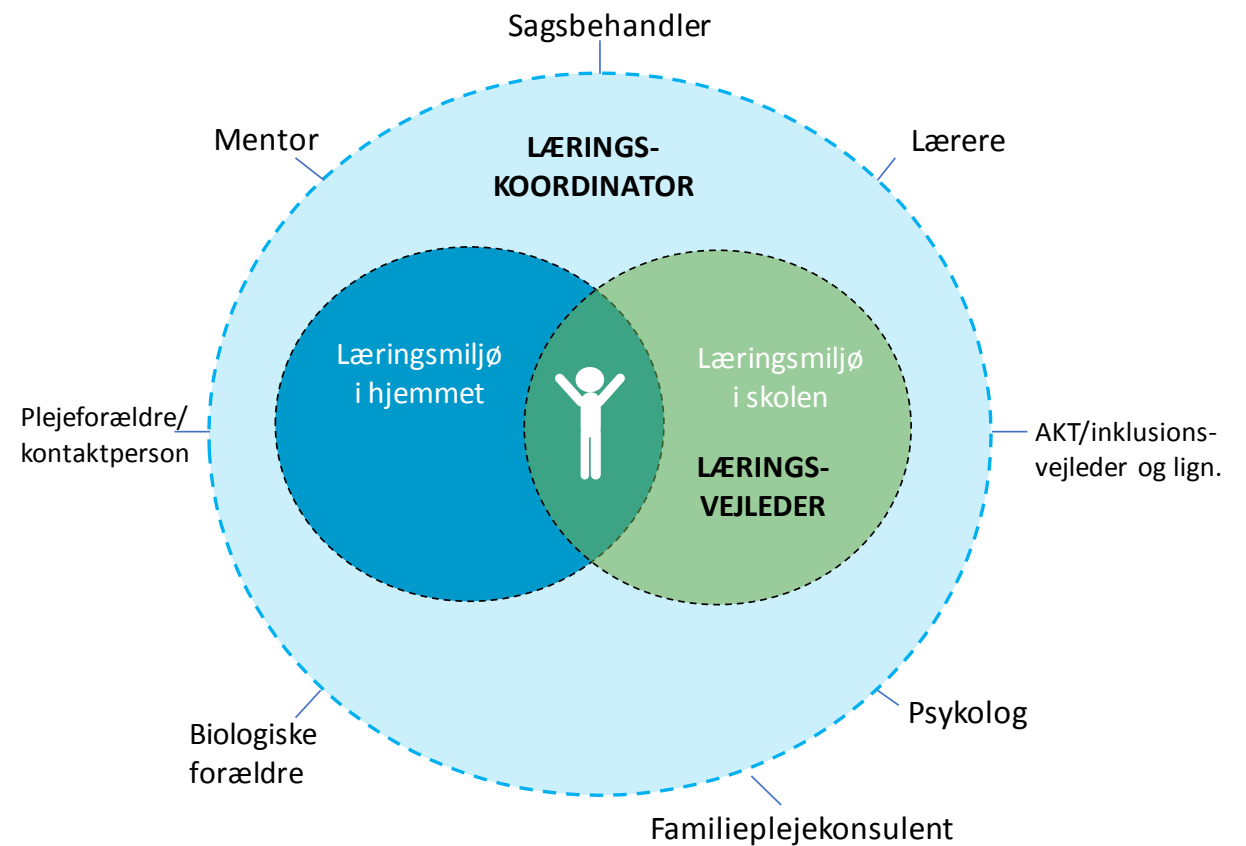 Sagsbehandler
Mentor
Lærere
LÆRINGS-
KOORDINATOR
Læringsmiljø
i hjemmet
Læringsmiljø
i skolen
LÆRINGS-
VEJLEDER
Plejeforældre/
kontaktperson
AKT/inklusions-
vejleder og lign.
Biologiske
forældre
Psykolog
Familieplejekonsulent